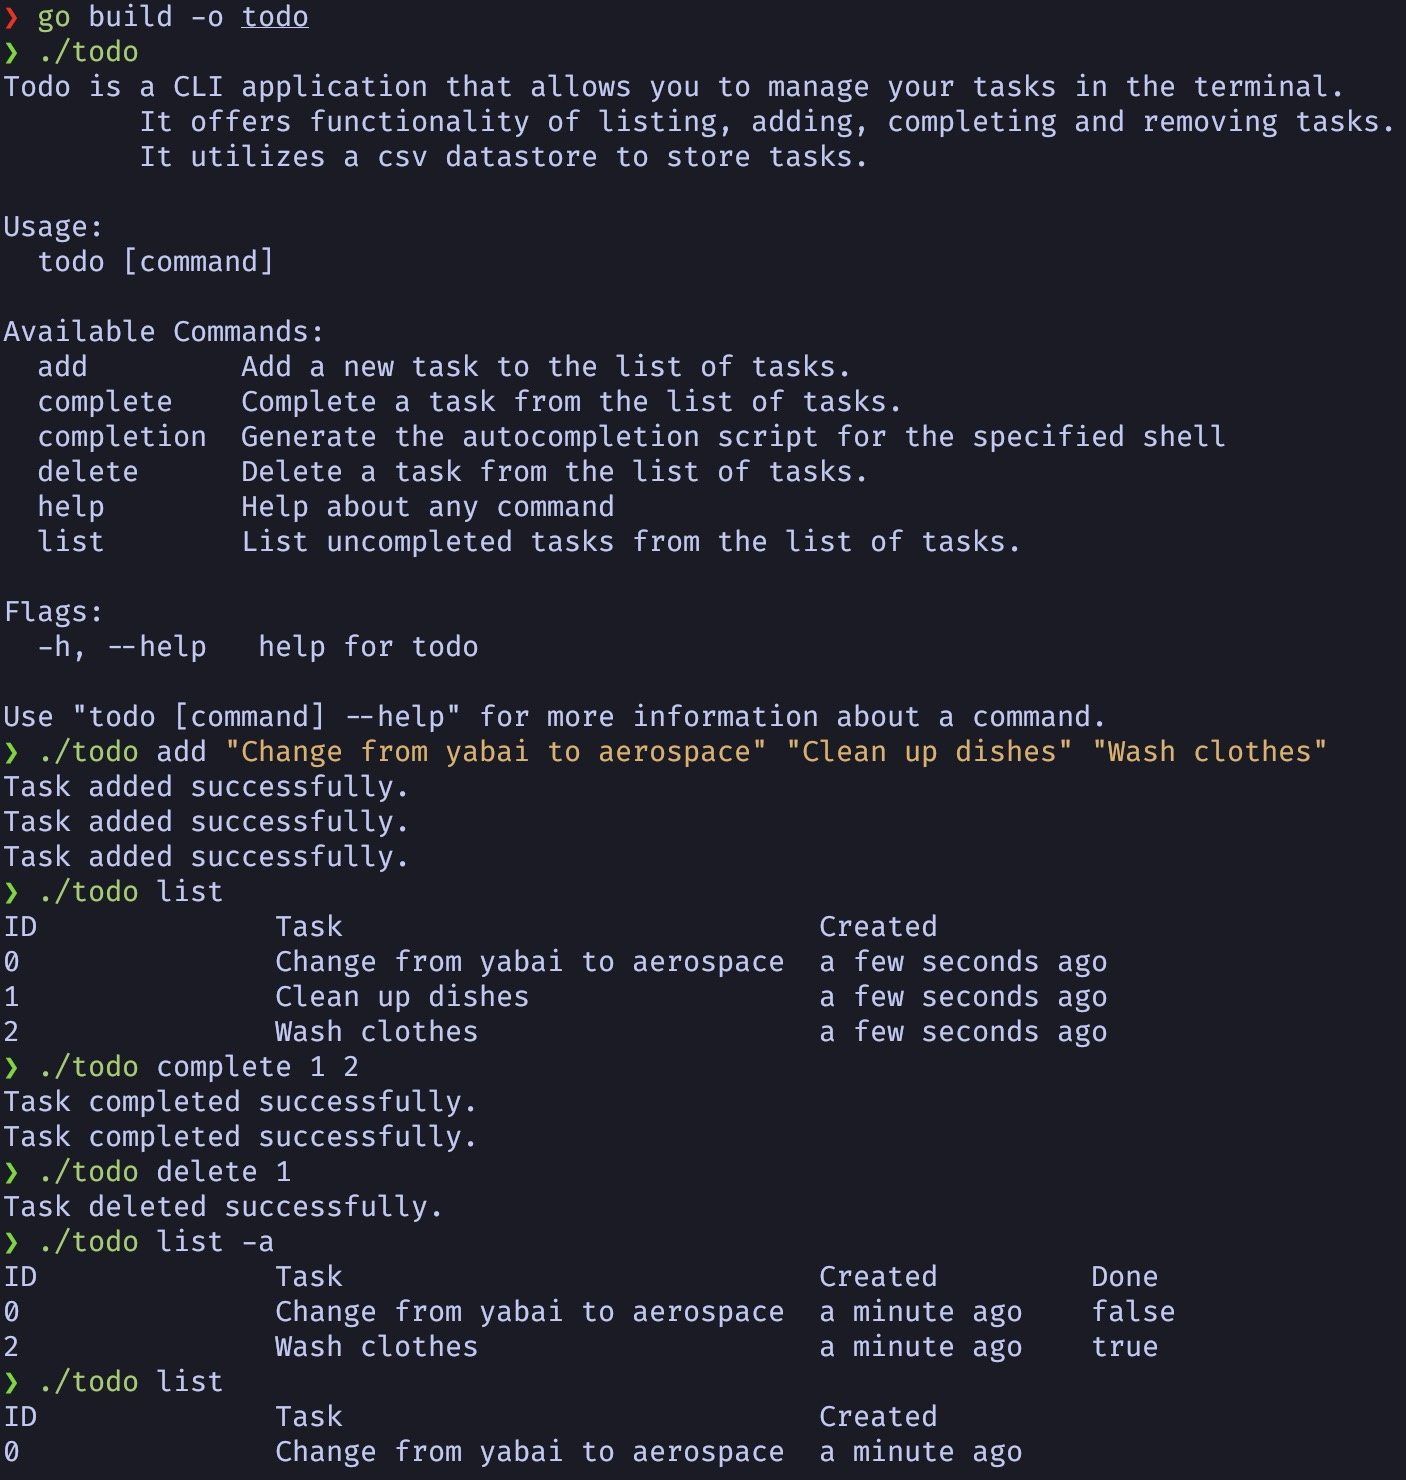 ❯ go build -o todo
❯ ./todo
Todo is a CLI application that allows you to manage your tasks in the terminal.
        It offers functionality of listing, adding, completing and removing tasks.
        It utilizes a csv datastore to store tasks.

Usage:
  todo [command]

Available Commands:
  add         Add a new task to the list of tasks.
  complete    Complete a task from the list of tasks.
  completion  Generate the autocompletion script for the specified shell
  delete      Delete a task from the list of tasks.
  help        Help about any command
  list        List uncompleted tasks from the list of tasks.

Flags:
  -h, --help   help for todo

Use "todo [command] --help" for more information about a command.
❯ ./todo add "Change from yabai to aerospace" "Clean up dishes" "Wash clothes"
Task added successfully.
Task added successfully.
Task added successfully.
❯ ./todo list
ID              Task                            Created
0               Change from yabai to aerospace  a few seconds ago
1               Clean up dishes                 a few seconds ago
2               Wash clothes                    a few seconds ago
❯ ./todo complete 1 2
Task completed successfully.
Task completed successfully.
❯ ./todo delete 1
Task deleted successfully.
❯ ./todo list -a
ID              Task                            Created         Done
0               Change from yabai to aerospace  a minute ago    false
2               Wash clothes                    a minute ago    true
❯ ./todo list
ID              Task                            Created
0               Change from yabai to aerospace  a minute ago